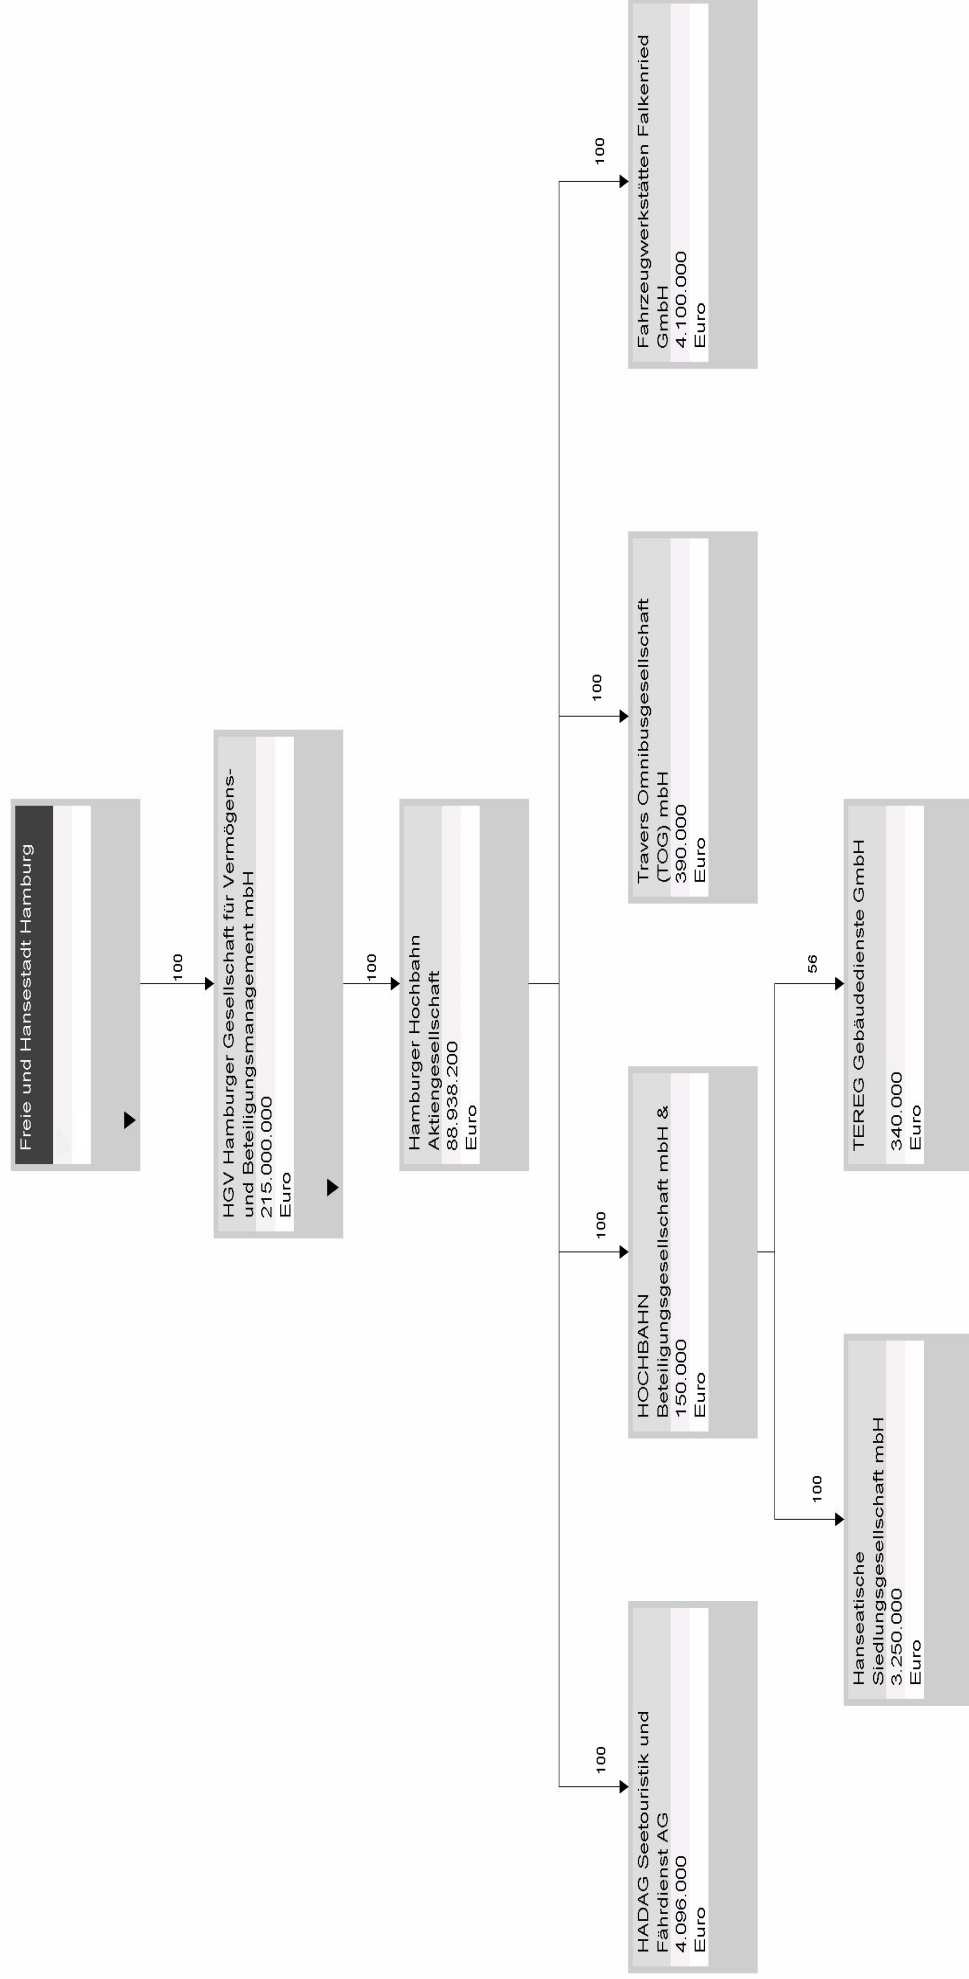 Freie und Hansestadt Hamburg
100
HGV Hamburger Gesellschaft für Vermögens-
und Beteiligungsmanagement mbH
215.000.000
Euro
100
Hamburger Hochbahn
Aktiengesellschaft
88.938.200
Euro
100
HADAG Seetouristik und
Fährdienst AG
4.096.000
Euro
100
HOCHBAHN
Beteiligungsgesellschaft mbH &
150.000
Euro
100
Travers Omnibusgesellschaft
(TOG) mbH
390.000
Euro
100
Fahrzeugwerkstätten Falkenried
GmbH
4.100.000
Euro
100
Hanseatische
Siedlungsgesellschaft mbH
3.250.000
Euro
56
TEREG Gebäudedienste GmbH
340.000
Euro